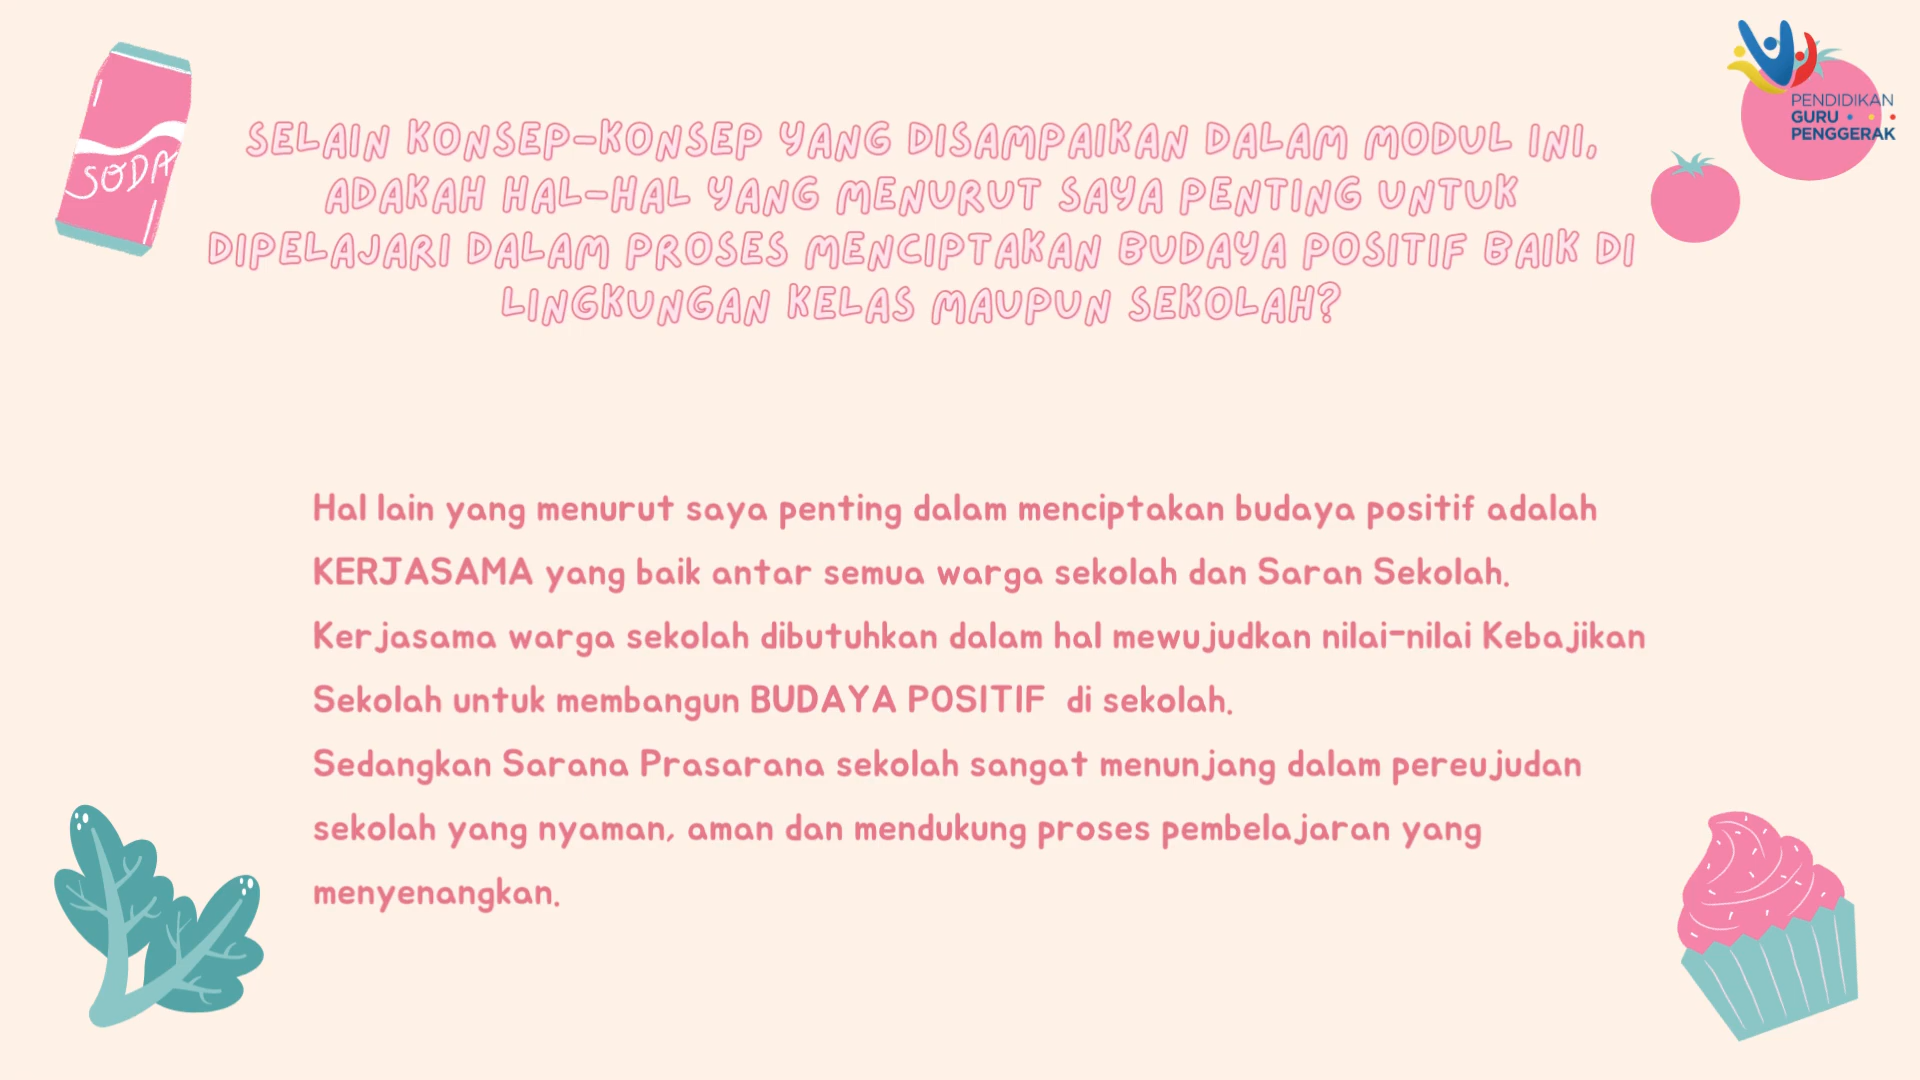 SODA
PENDIDIKAN
GURU
PENGGERAK
SELAIN KONSEP-KONSEP YANG DISAMPAIKAN DALAM MODUL INI,
ADAKAH HAL-HAL YANG MENURUT SAYA PENTING UNTUK
DIPELAJARI DALAM PROSES MENCIPTAKAN BUDAYA POSITIF BAIK DI
LINGKUNGAN KELAS MAUPUN SEKOLAH?
Hal lain yang menurut saya penting dalam menciptakan budaya positif adalah
KERJASAMA yang baik antar semua warga sekolah dan Saran Sekolah.
Kerjasama warga sekolah dibutuhkan dalam hal mewujudkan nilai-nilai Kebajikan
Sekolah untuk membangun BUDAYA POSITIF di sekolah.
Sedangkan Sarana Prasarana sekolah sangat menunjang dalam pereujudan
sekolah yang nyaman, aman dan mendukung proses pembelajaran yang
menyenangkan.